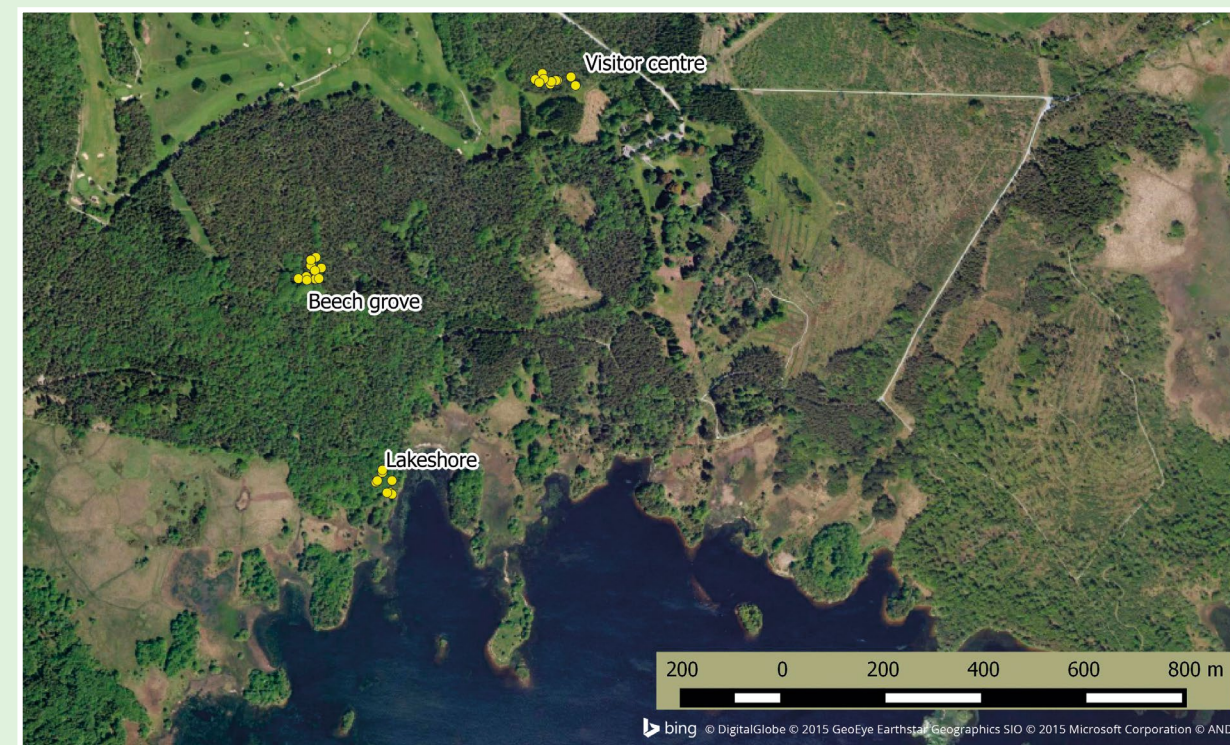 Visitor centre
Beech grove
Lakeshore
200 0 200 400 600 800 m
bing © DigitalGlobe © 2015 GeoEye Earthstar Geographics SIO © 2015 Microsoft Corporation © AND